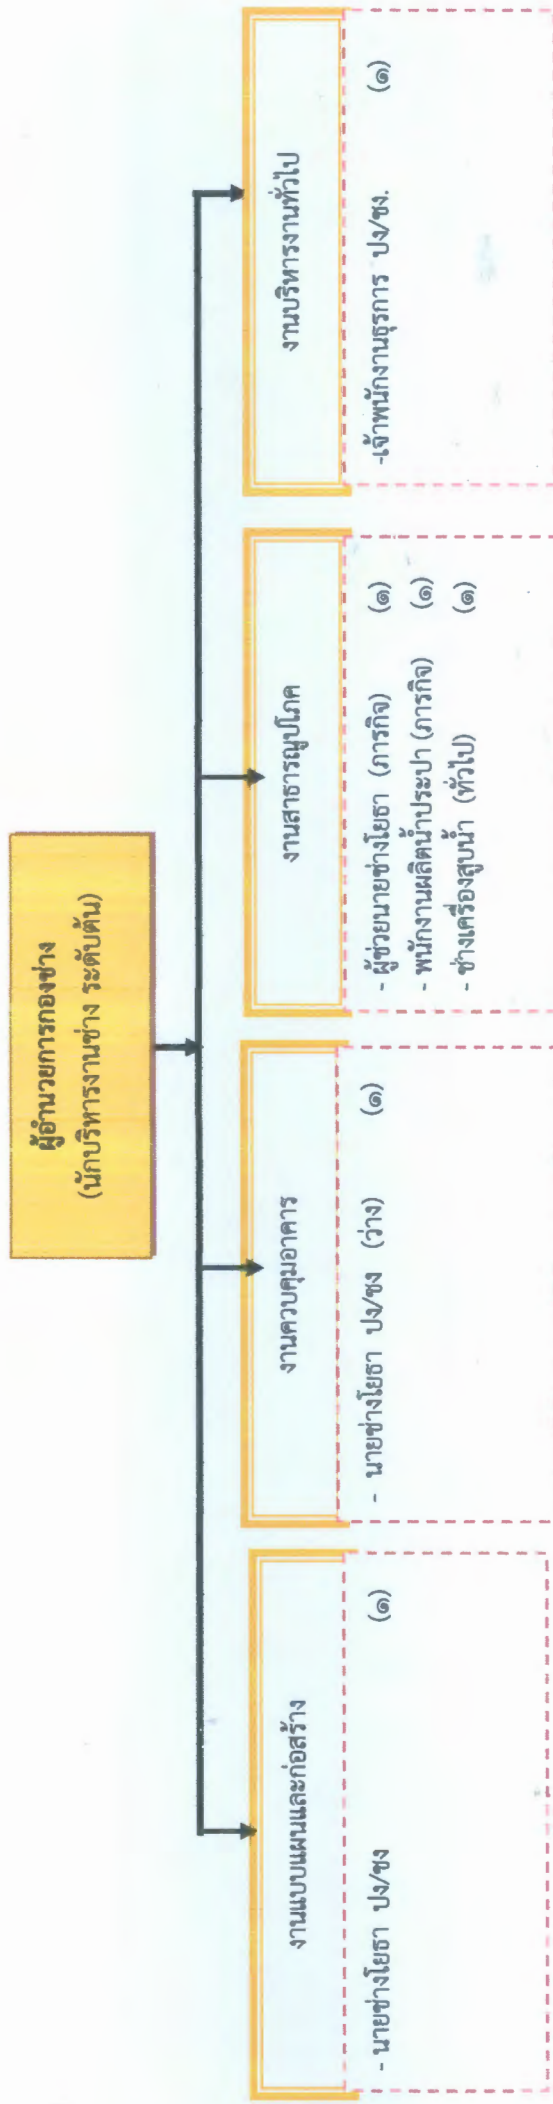 ผู้อำนวยการกองช่าง
(นักบริหารงานช่าง ระดับต้น)
งานแบบแผนและก่อสร้าง
- นายช่างโยธา ปง/ชง (๑)
งานควบคุมอาคาร
- นายช่างโยธา ปง/ชง (ว่าง) (๑)
งานสาธารณูปโภค
- ผู้ช่วยนายช่างโยธา (ภารกิจ) (๑)
- พนักงานผลิตน้ำประปา (ภารกิจ) (๑)
- ช่างเครื่องสูบน้ำ (ทั่วไป) (๑)
งานบริหารงานทั่วไป
-เจ้าพนักงานธุรการ ปง/ชง. (๑)